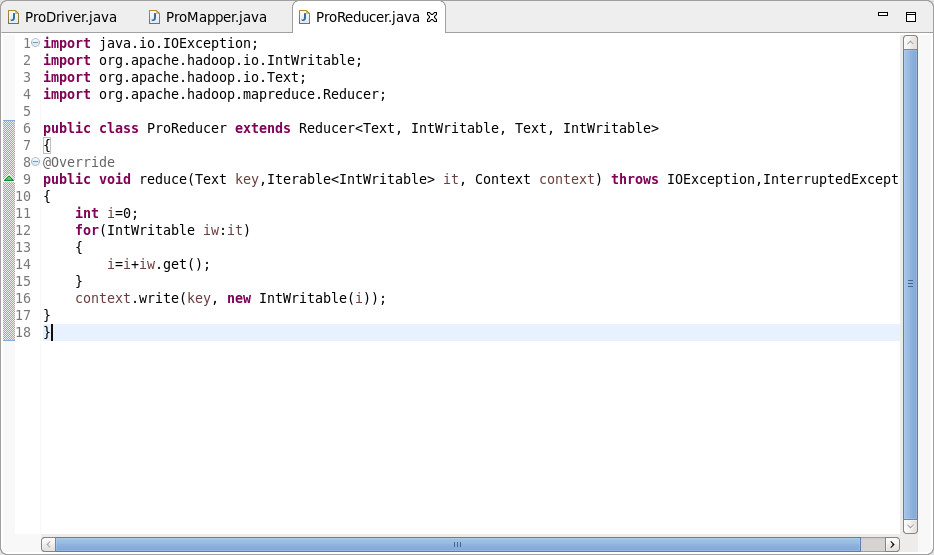 ProDriver.java ProMapper.java ProReducer.java
1 import java.io.IOException;
2 import org.apache.hadoop.io.IntWritable;
3 import org.apache.hadoop.io.Text;
4 import org.apache.hadoop.mapreduce.Reducer;
5
6 public class ProReducer extends Reducer<Text, IntWritable, Text, IntWritable>
7 {
8 @Override
9 public void reduce(Text key,Iterable<IntWritable> it, Context context) throws IOException,InterruptedExcept
10 {
11 int i=0;
12 for(IntWritable iw:it)
13 {
14 i=i+iw.get();
15 }
16 context.write(key, new IntWritable(i));
17 }
18 }